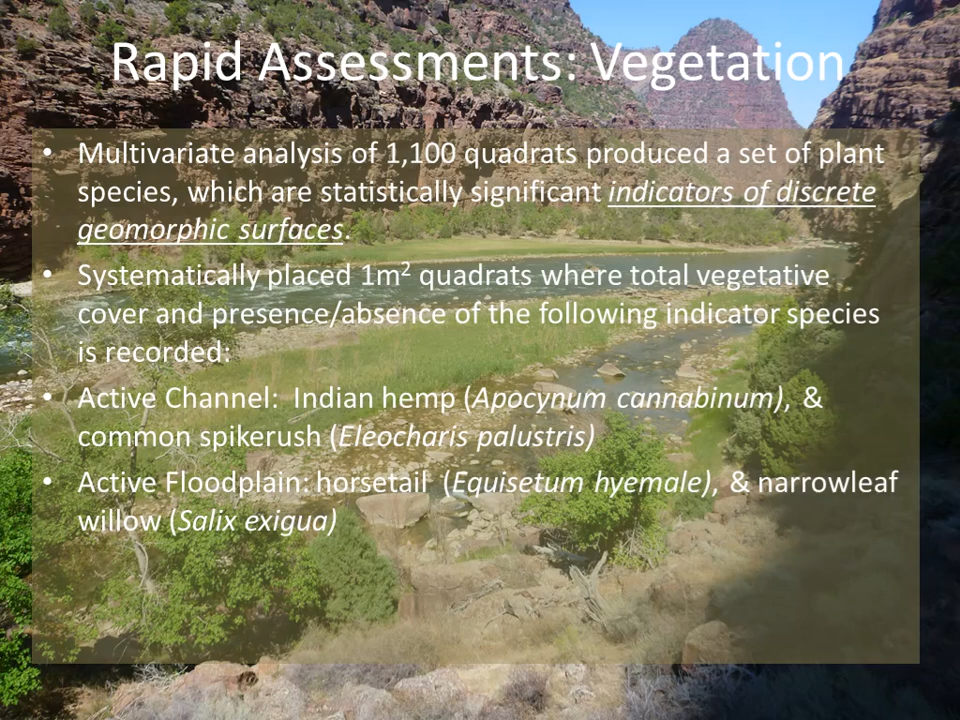 Rapid Assessments: Vegetation
• Multivariate analysis of 1,100 quadrats produced a set of plant
species, which are statistically significant indicators of discrete
geomorphic surfaces.
• Systematically placed 1m² quadrats where total vegetative
cover and presence/absence of the following indicator species
is recorded:
• Active Channel:  Indian hemp (Apocynum cannabinum), &
common spikerush (Eleocharis palustris)
• Active Floodplain: horsetail  (Equisetum hyemale), & narrowleaf
willow (Salix exigua)